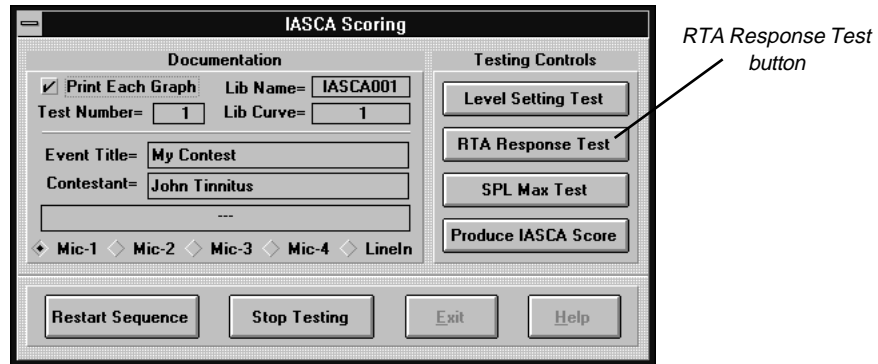 IASCA Scoring
Documentation
Print Each Graph Lib Name= IASCA001
Test Number= 1 Lib Curve= 1
Event Title= My Contest
Contestant= John Tinnitus
---
Mic-1 Mic-2 Mic-3 Mic-4 LineIn
Testing Controls
Level Setting Test
RTA Response Test
SPL Max Test
Produce IASCA Score
Restart Sequence Stop Testing Exit Help
RTA Response Test
button